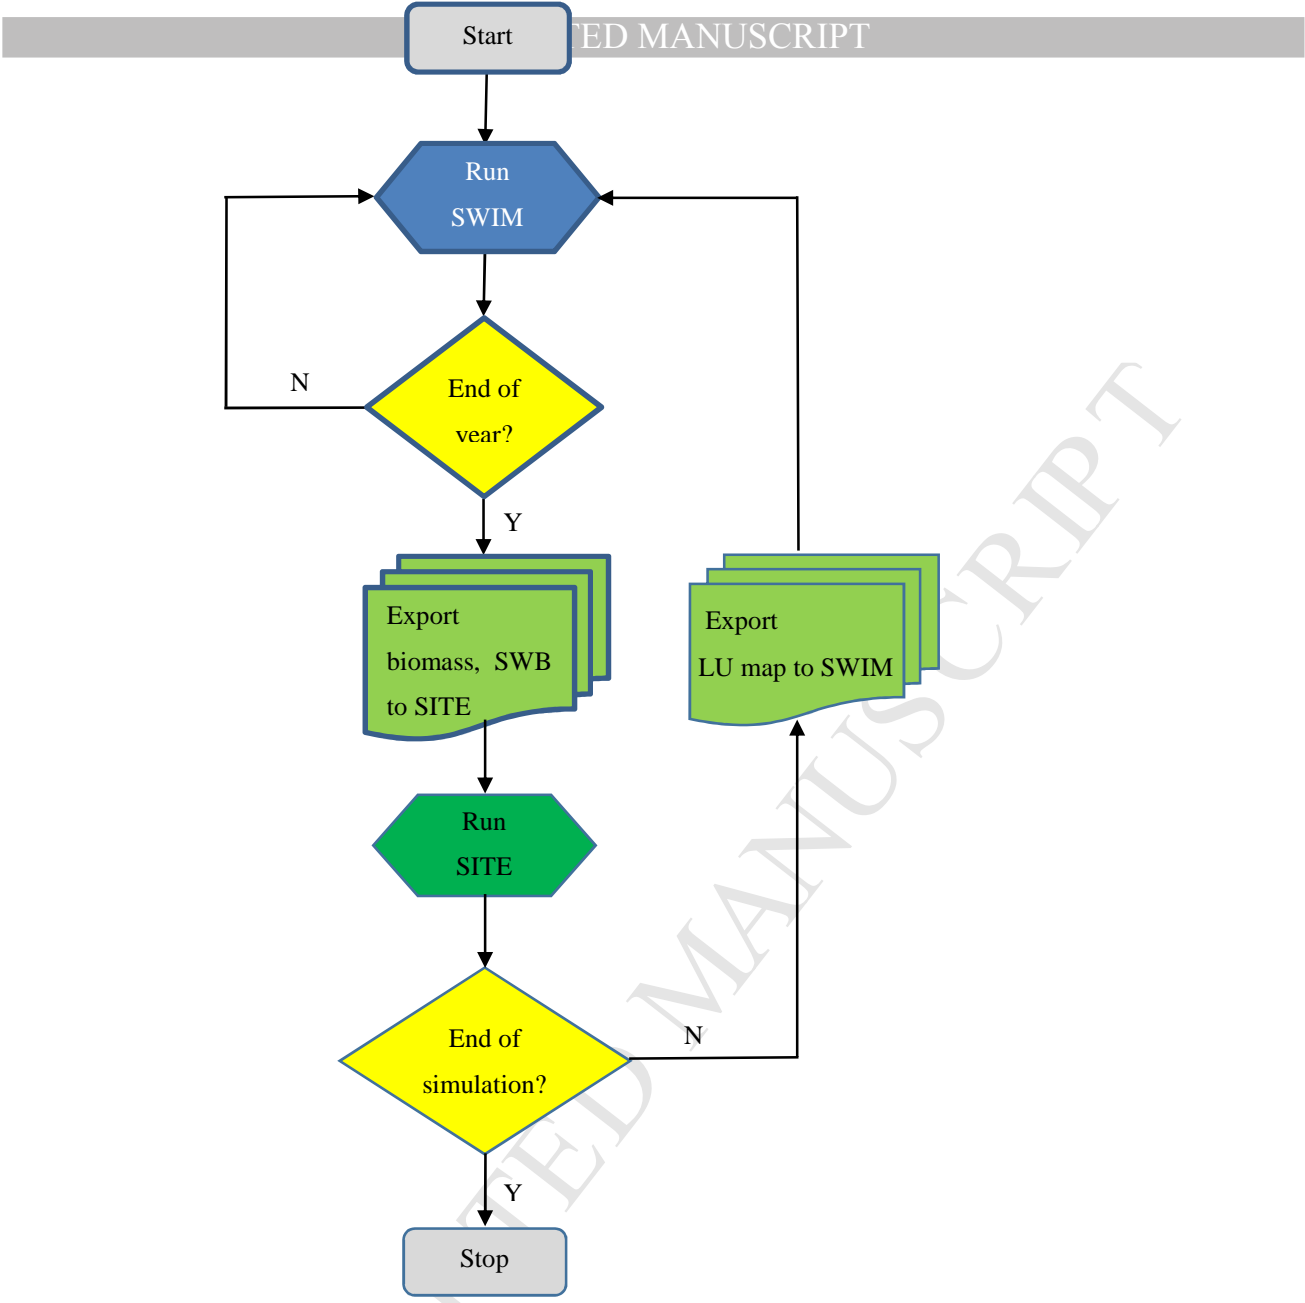 TED MANUSCRIPT
Start
Run
SWIM
End of
year?
N
Y
Export
biomass, SWB
to SITE
Export
LU map to SWIM
Run
SITE
End of
simulation?
N
Y
Stop
TED MANUSCRIPT